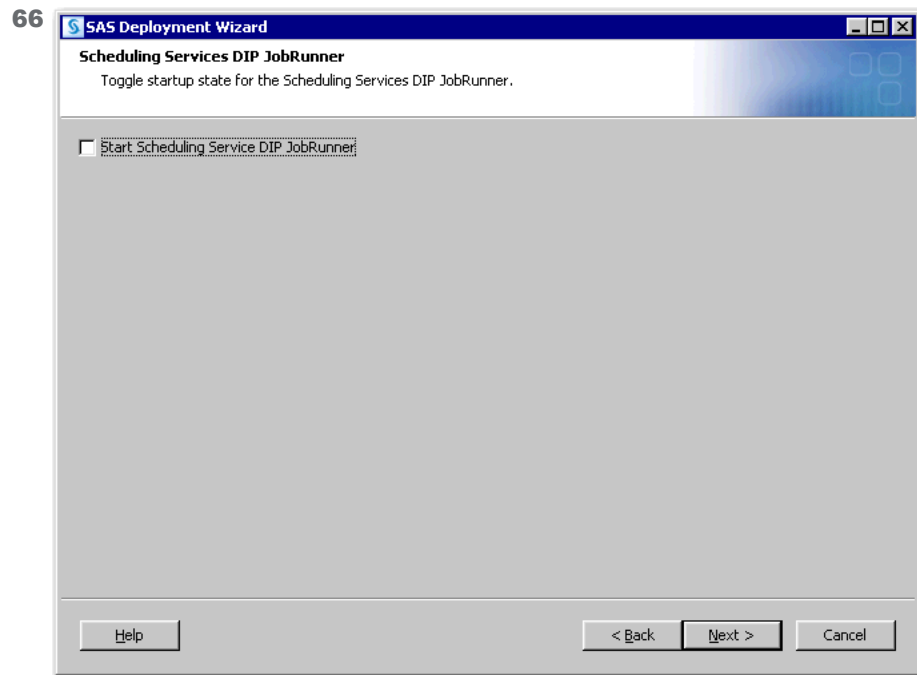 66
SAS Deployment Wizard
Scheduling Services DIP JobRunner
Toggle startup state for the Scheduling Services DIP JobRunner.
Start Scheduling Service DIP JobRunner
Help
< Back
Next >
Cancel